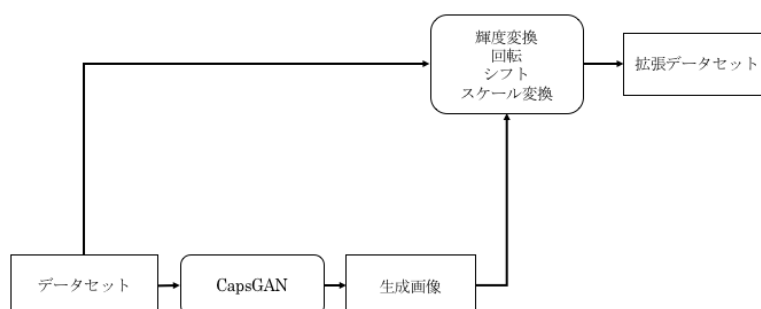 輝度変換
回転
シフト
スケール変換
拡張データセット
データセット
CapsGAN
生成画像